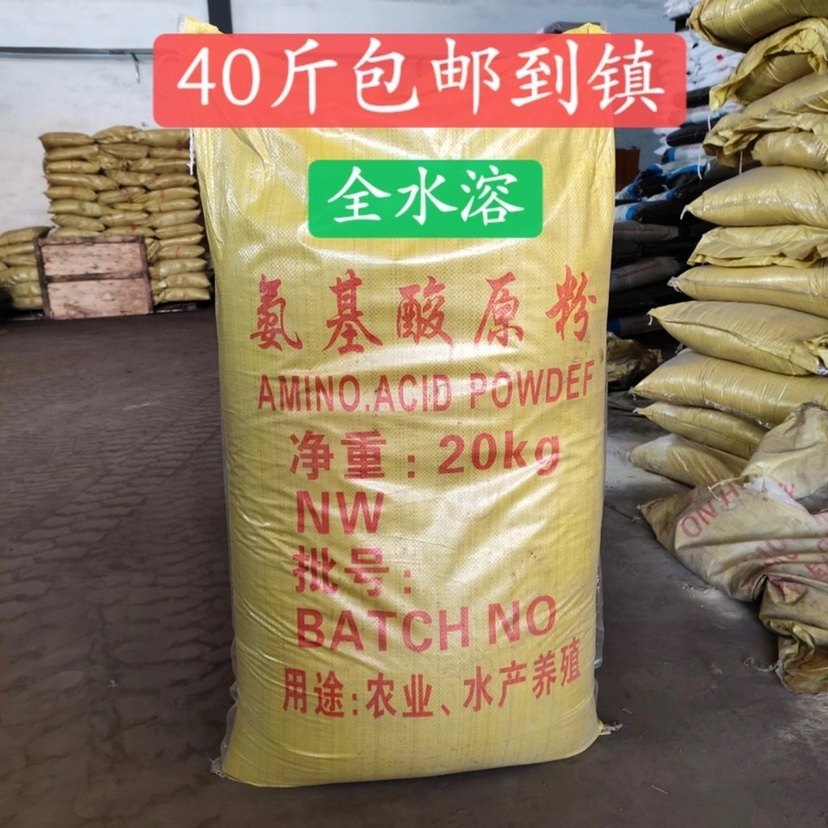 40斤包邮到镇
全水溶
氨基酸原粉
AMINO.ACID POWDEF
净重：20kg
NW
批号：
BATCH NO
用途：农业、水产养殖
ON H